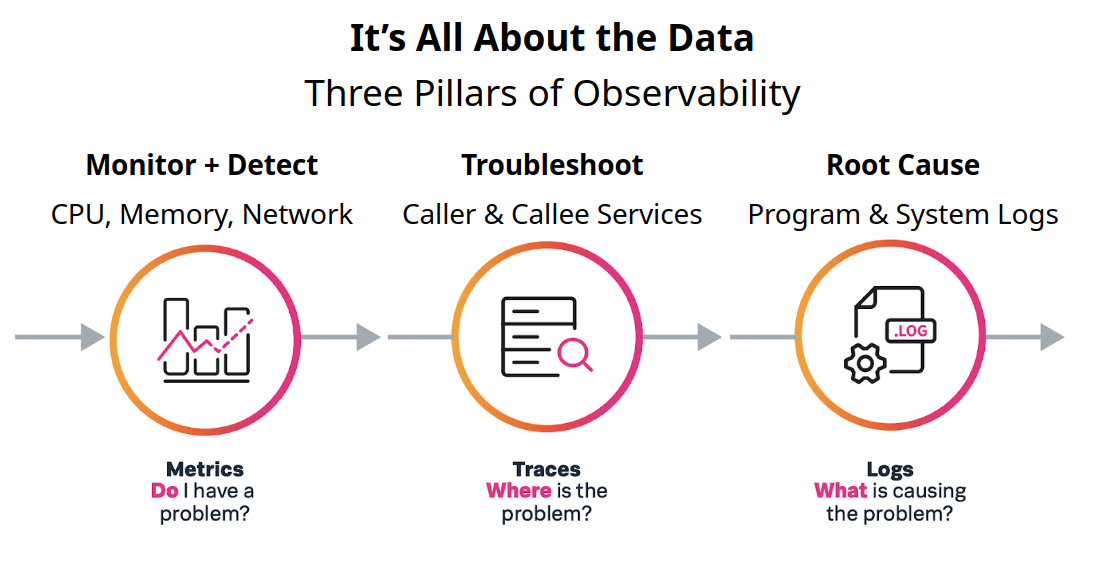 It’s All About the Data
Three Pillars of Observability
Monitor + Detect
CPU, Memory, Network
Metrics
Do I have a
problem?
Troubleshoot
Caller & Callee Services
Traces
Where is the
problem?
Root Cause
Program & System Logs
.LOG
Logs
What is causing
the problem?